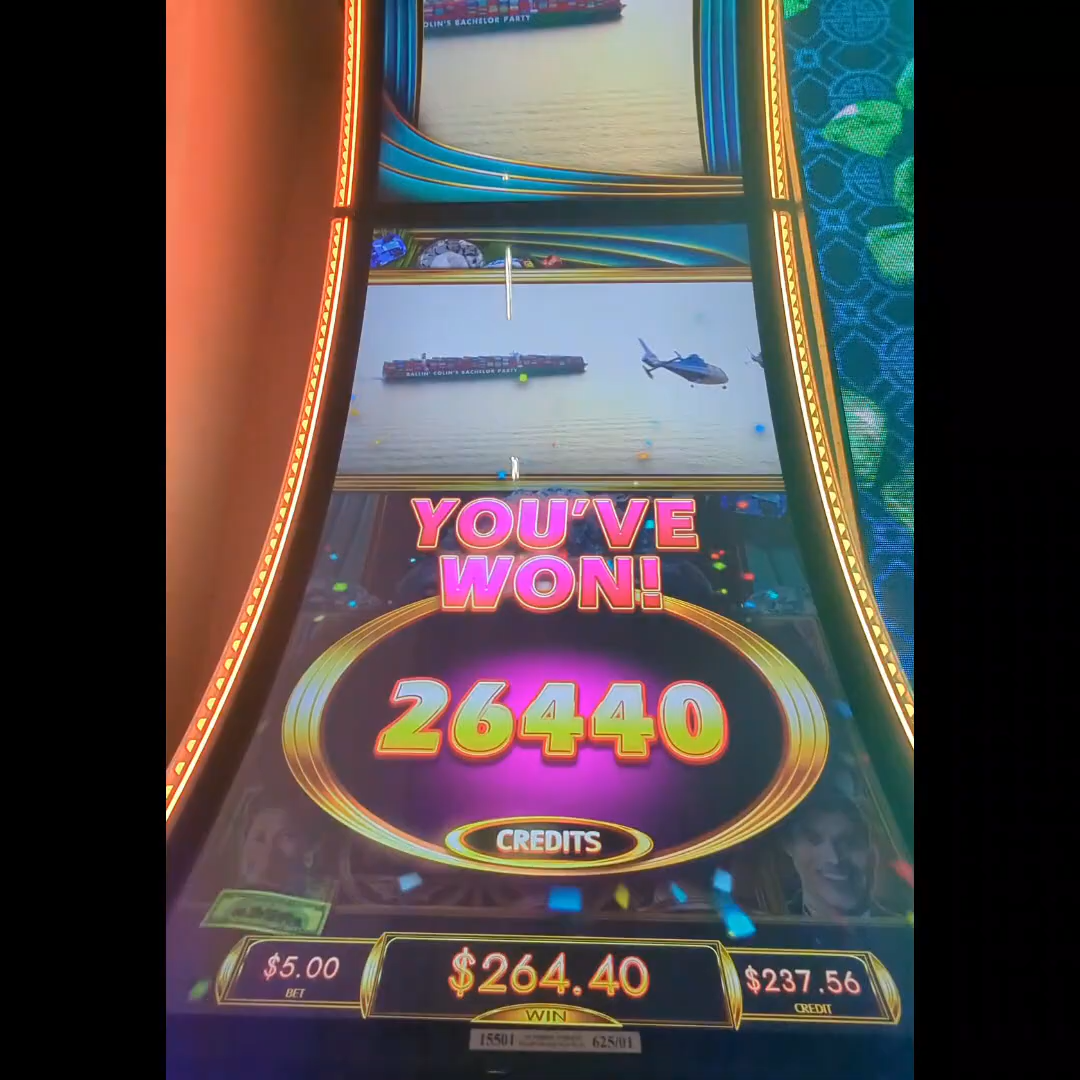 OLIN'S BACHELOR PARTY
BALLIN' COLIN'S BACHELOR PARTY
YOU'VE
WON!
26440
CREDITS
$5.00
BET
$264.40
WIN
$237.56
CREDIT
15501
625/01